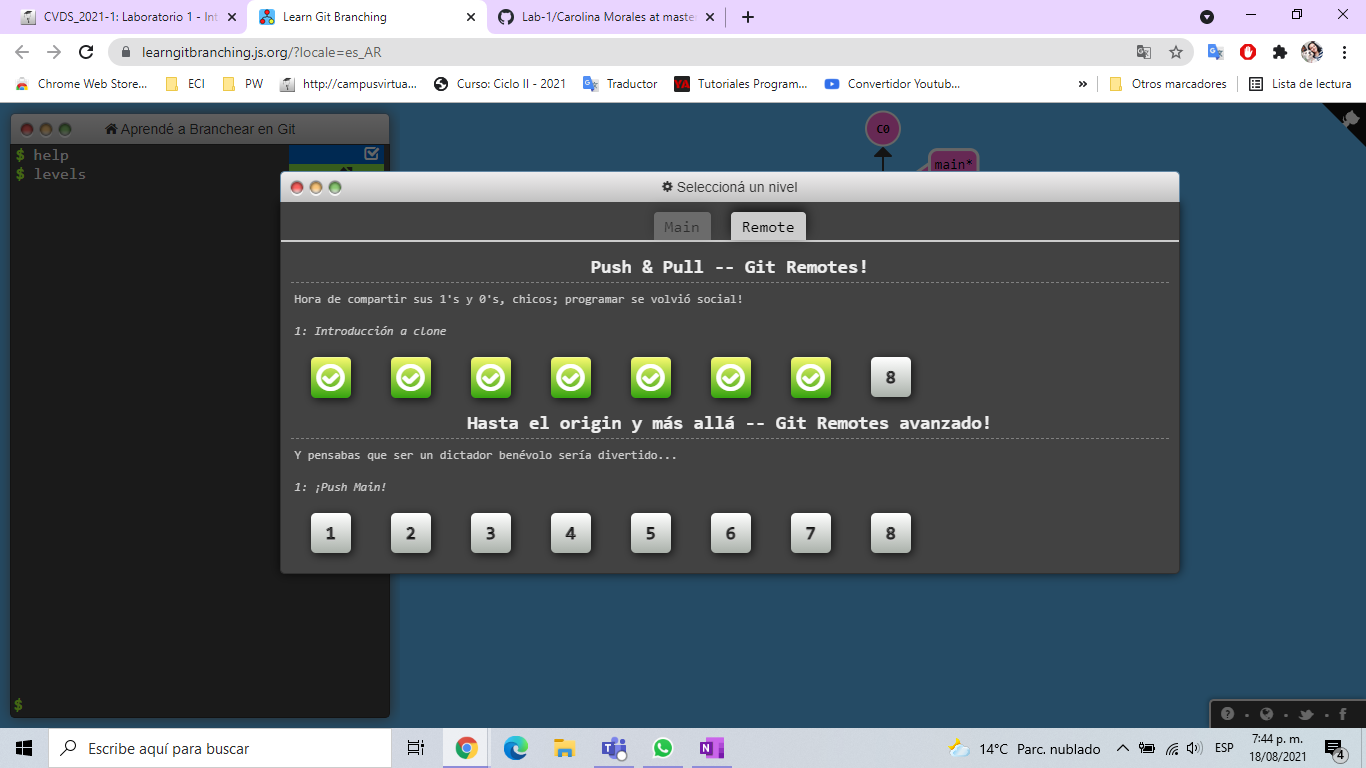 CVDS_2021-1: Laboratorio 1 - Int
Learn Git Branching
Lab-1/Carolina Morales at maste
learngitbranching.js.org/?locale=es_AR
Chrome Web Store...
ECI
PW
http://campusvirtua...
Curso: Ciclo II - 2021
Traductor
Tutoriales Program...
Convertidor Youtub...
»
Otros marcadores
Lista de lectura
Aprendé a Branchear en Git
$ help
$ levels
C0
main*
Seleccioná un nivel
Main
Remote
Push & Pull -- Git Remotes!
Hora de compartir sus 1's y 0's, chicos; programar se volvió social!
1: Introducción a clone
8
Hasta el origin y más allá -- Git Remotes avanzado!
Y pensabas que ser un dictador benévolo sería divertido...
1: ¡Push Main!
1 2 3 4 5 6 7 8
$
Escribe aquí para buscar
14°C Parc. nublado
ESP
7:44 p. m.
18/08/2021
4